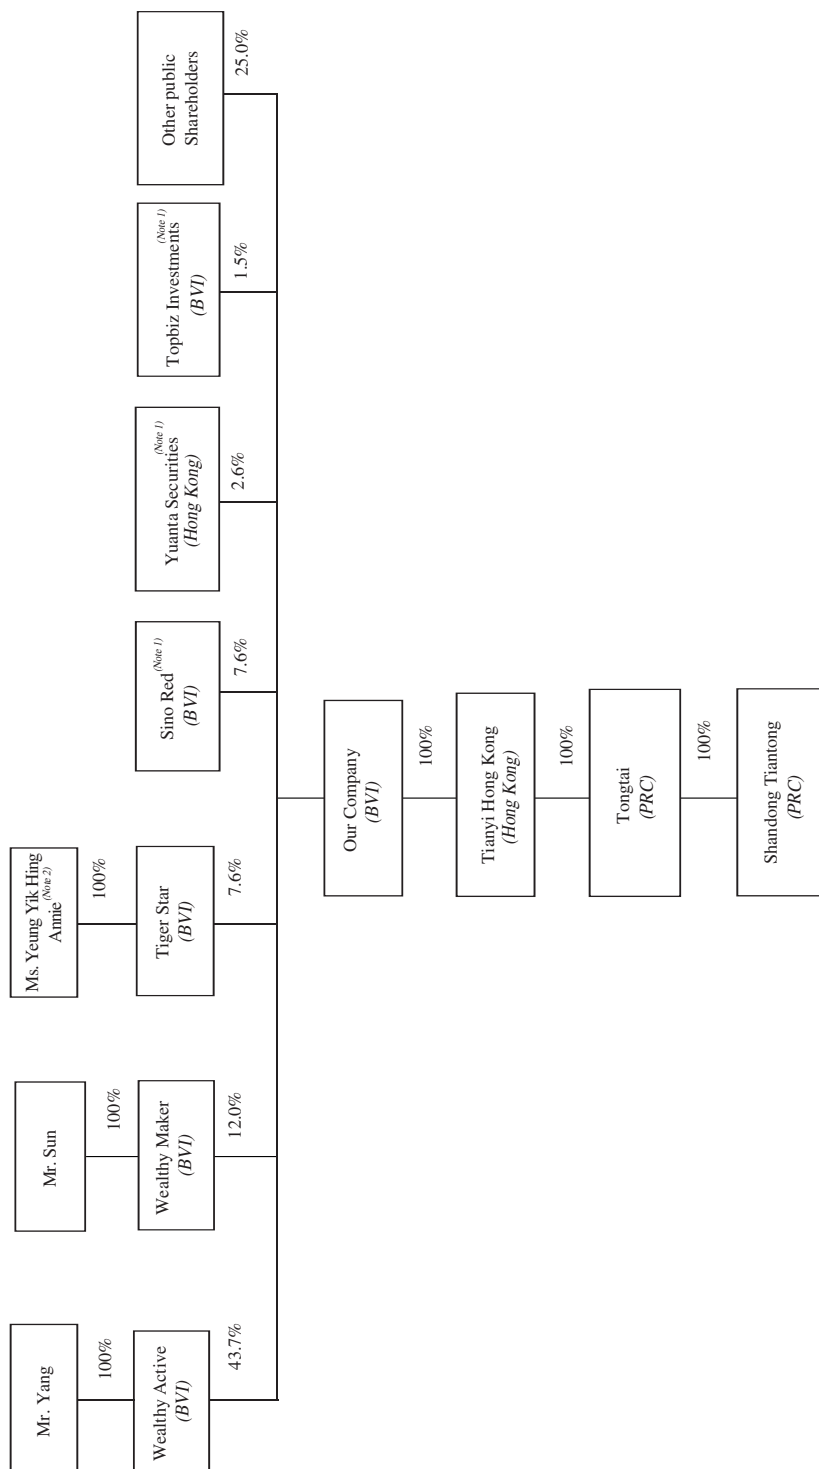 Mr. Yang
100%
Wealthy Active
(BVI)
43.7%
Mr. Sun
100%
Wealthy Maker
(BVI)
12.0%
Ms. Yeung Yik Hing
Annie (Note 2)
100%
Tiger Star
(BVI)
7.6%
Sino Red (Note 1)
(BVI)
7.6%
Yuanta Securities (Note 1)
(Hong Kong)
2.6%
Topbiz Investments (Note 1)
(BVI)
1.5%
Other public
Shareholders
25.0%
Our Company
(BVI)
100%
Tianyi Hong Kong
(Hong Kong)
100%
Tongtai
(PRC)
100%
Shandong Tiantong
(PRC)